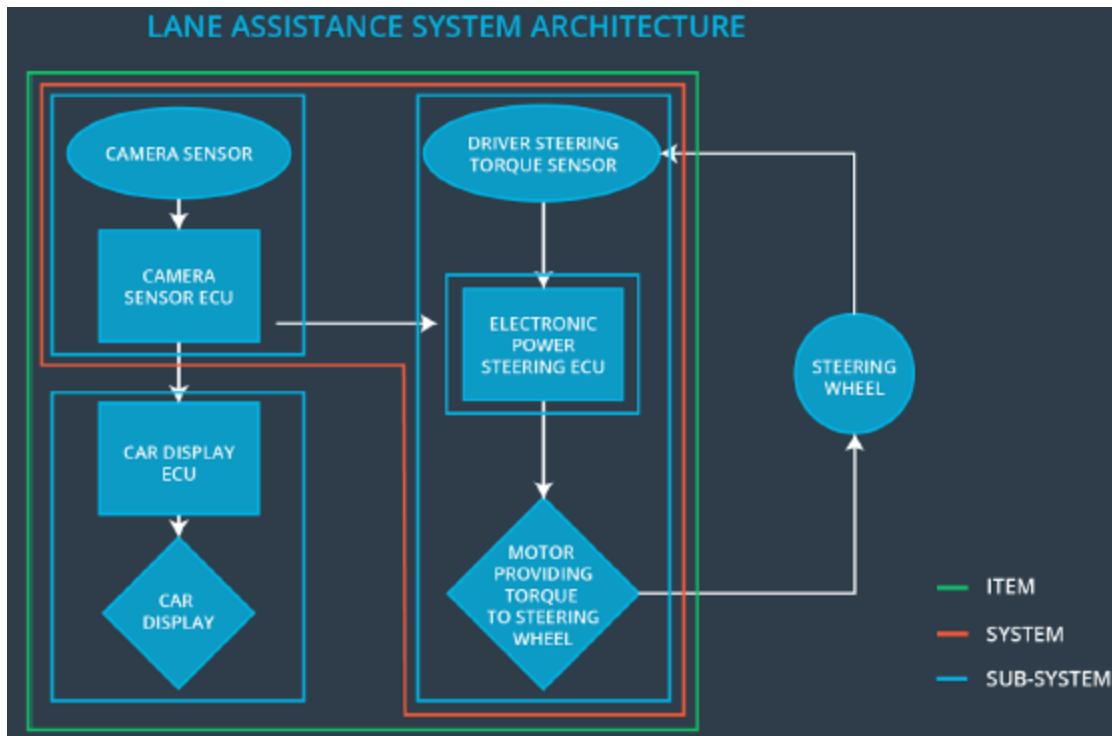 LANE ASSISTANCE SYSTEM ARCHITECTURE
CAMERA SENSOR
CAMERA
SENSOR ECU
CAR DISPLAY
ECU
CAR
DISPLAY
DRIVER STEERING
TORQUE SENSOR
ELECTRONIC
POWER
STEERING ECU
MOTOR
PROVIDING
TORQUE
TO STEERING
WHEEL
STEERING
WHEEL
ITEM
SYSTEM
SUB-SYSTEM